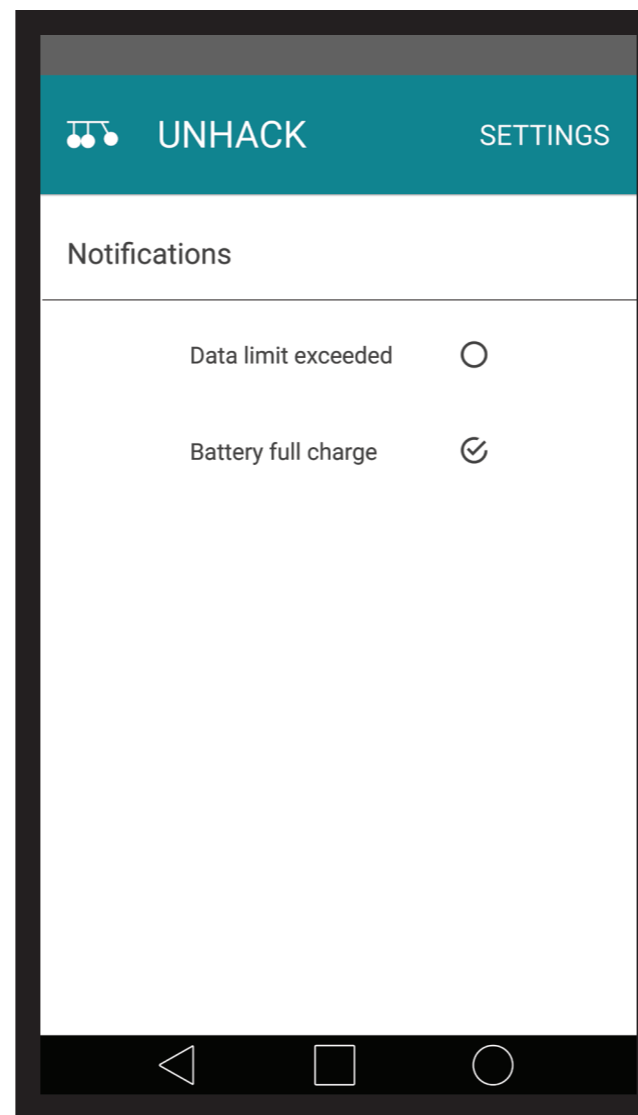 UNHACK SETTINGS
Notifications
Data limit exceeded
Battery full charge